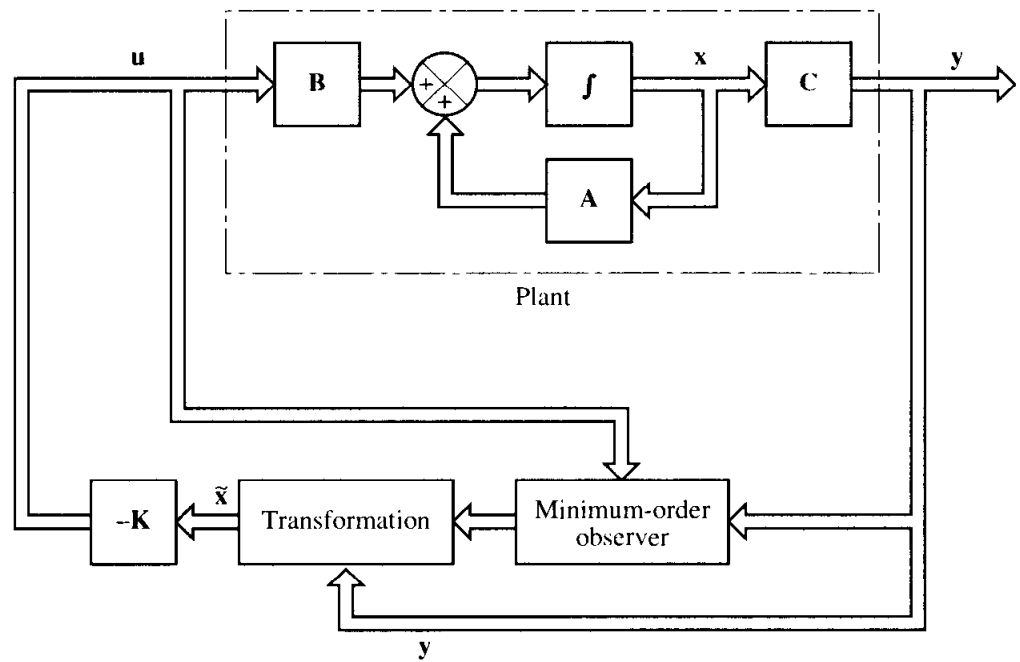 u
B
+
+
∫
x
C
y
A
Plant
–K
x̃
Transformation
Minimum-order
observer
y